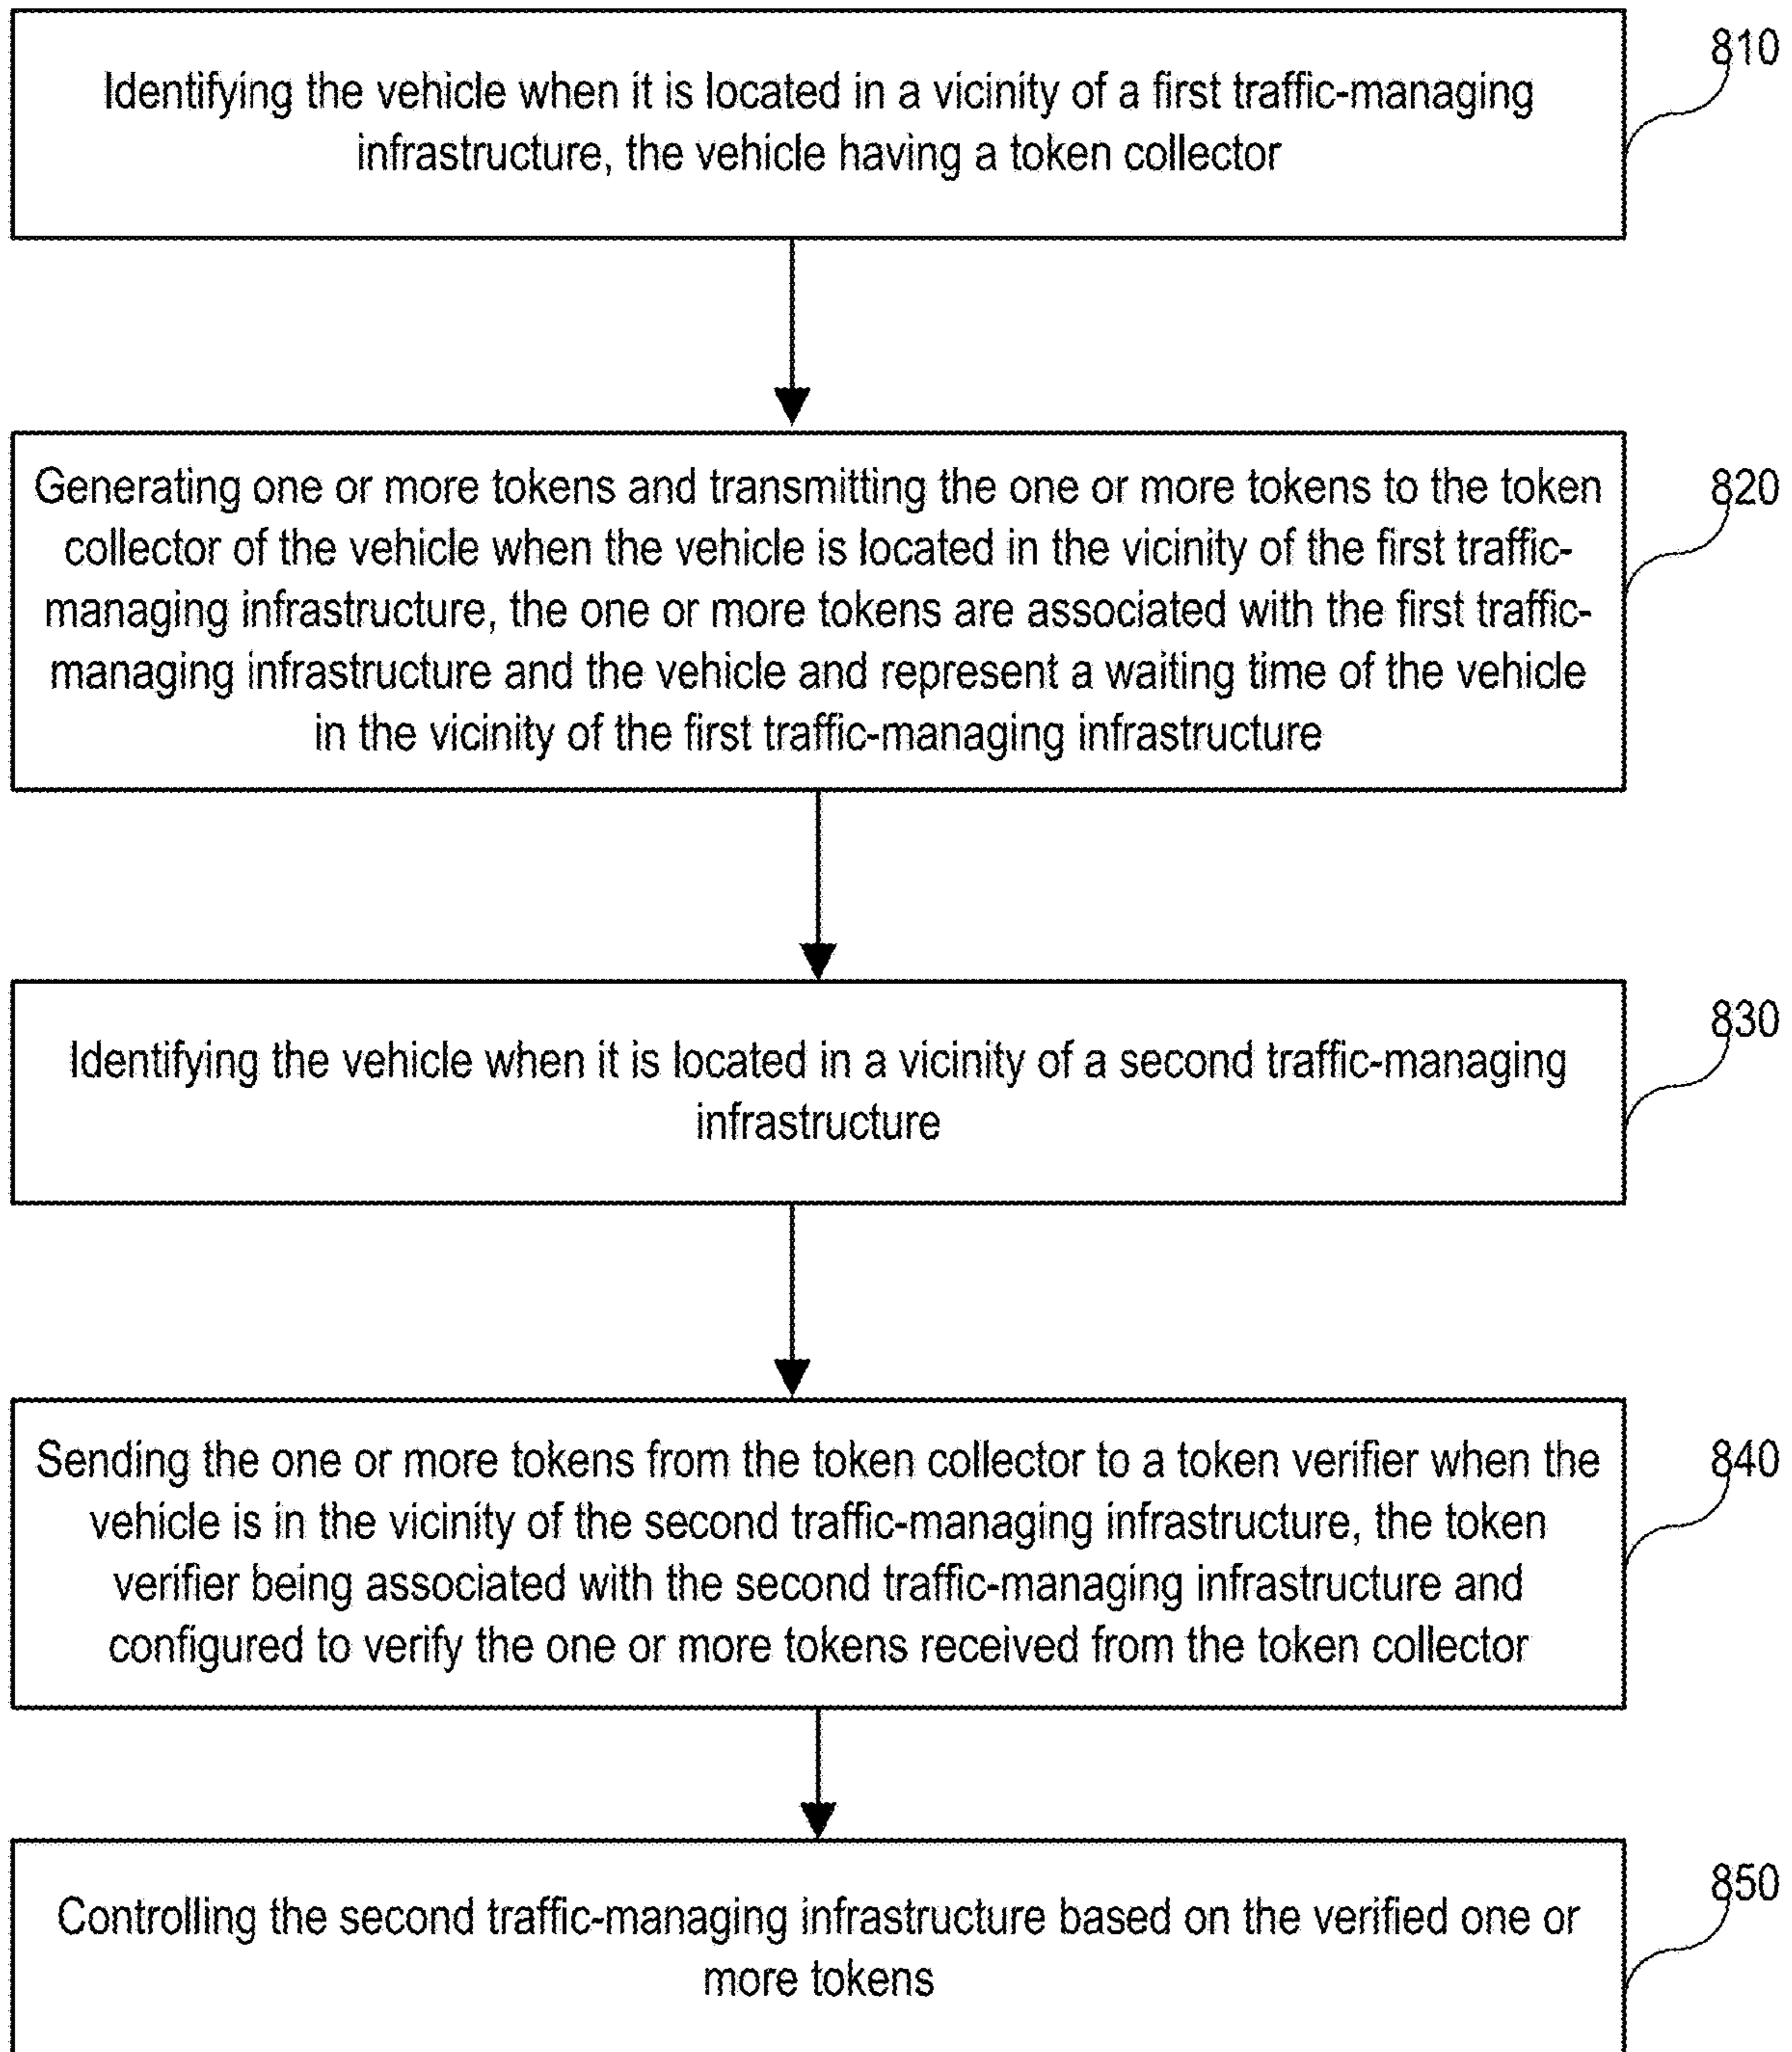 810
Identifying the vehicle when it is located in a vicinity of a first traffic-managing
infrastructure, the vehicle having a token collector
820
Generating one or more tokens and transmitting the one or more tokens to the token
collector of the vehicle when the vehicle is located in the vicinity of the first traffic-
managing infrastructure, the one or more tokens are associated with the first traffic-
managing infrastructure and the vehicle and represent a waiting time of the vehicle
in the vicinity of the first traffic-managing infrastructure
830
Identifying the vehicle when it is located in a vicinity of a second traffic-managing
infrastructure
840
Sending the one or more tokens from the token collector to a token verifier when the
vehicle is in the vicinity of the second traffic-managing infrastructure, the token
verifier being associated with the second traffic-managing infrastructure and
configured to verify the one or more tokens received from the token collector
850
Controlling the second traffic-managing infrastructure based on the verified one or
more tokens